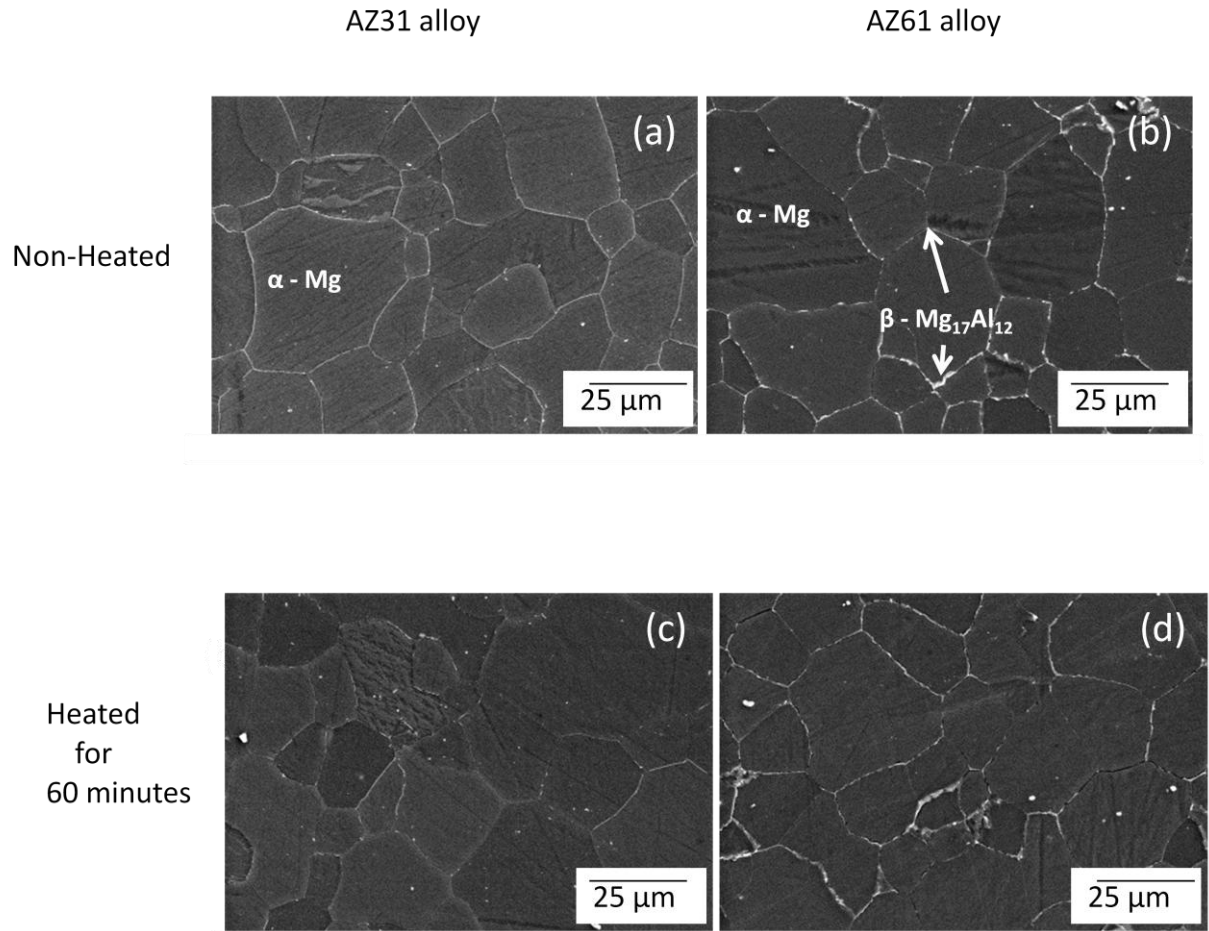 AZ31 alloy
AZ61 alloy
Non-Heated
(a)
α - Mg
25 µm
(b)
α - Mg
β - Mg₁₇Al₁₂
25 µm
Heated
for
60 minutes
(c)
25 µm
(d)
25 µm